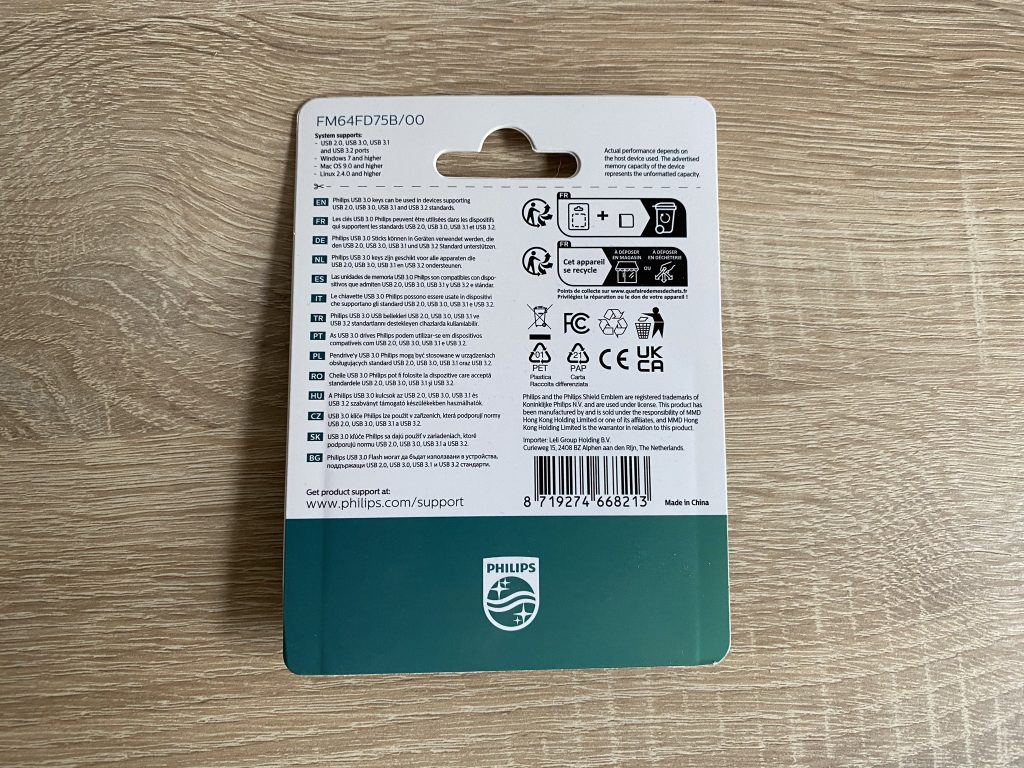 FM64FD75B/00
System supports:
- USB 2.0, USB 3.0, USB 3.1
and USB 3.2 ports
- Windows 7 and higher
- Mac OS 9.0 and higher
- Linux 2.4.0 and higher
Actual performance depends on
the host device used. The advertised
memory capacity of the device
represents the unformatted capacity.
EN Philips USB 3.0 keys can be used in devices supporting
USB 2.0, USB 3.0, USB 3.1 and USB 3.2 standards.
FR Les clés USB 3.0 Philips peuvent être utilisées dans les dispositifs
qui supportent les standards USB 2.0, USB 3.0, USB 3.1 et USB 3.2.
DE Philips USB 3.0 Sticks können in Geräten verwendet werden, die
den USB 2.0, USB 3.0, USB 3.1 und USB 3.2 Standard unterstützen.
NL Philips USB 3.0 keys zijn geschikt voor alle apparaten die
USB 2.0, USB 3.0, USB 3.1 en USB 3.2 ondersteunen.
ES Las unidades de memoria USB 3.0 Philips son compatibles con dispo-
sitivos que admiten USB 2.0, USB 3.0, USB 3.1 y USB 3.2 e stándar.
IT Le chiavette USB 3.0 Philips possono essere usate in dispositivi
che supportano gli standard USB 2.0, USB 3.0, USB 3.1 e USB 3.2.
TR Philips USB 3.0 USB bellekleri USB 2.0, USB 3.0, USB 3.1 ve
USB 3.2 standartlarını destekleyen cihazlarda kullanılabilir.
PT As USB 3.0 drives Philips podem utilizar-se em dispositivos
compatíveis com USB 2.0, USB 3.0, USB 3.1 e USB 3.2.
PL Pendrive'y USB 3.0 Philips mogą być stosowane w urządzeniach
obsługujących standard USB 2.0, USB 3.0, USB 3.1 oraz USB 3.2.
RO Cheile USB 3.0 Philips pot fi folosite la dispozitive care acceptă
standardele USB 2.0, USB 3.0, USB 3.1 și USB 3.2.
HU A Philips USB 3.0 kulcsok az USB 2.0, USB 3.0, USB 3.1 és
USB 3.2 szabványt támogató készülékekben használhatók.
CZ USB 3.0 klíče Philips lze použít v zařízeních, která podporují normy
USB 2.0, USB 3.0, USB 3.1 a USB 3.2.
SK USB 3.0 kľúče Philips sa dajú použiť v zariadeniach, ktoré
podporujú normu USB 2.0, USB 3.0, USB 3.1 a USB 3.2.
BG Philips USB 3.0 Flash могат да бъдат използвани в устройства,
поддържащи USB 2.0, USB 3.0, USB 3.1 и USB 3.2 стандарти.
Get product support at:
www.philips.com/support
FR
+
FR
Cet appareil
se recycle
À DÉPOSER
EN MAGASIN
OU
À DÉPOSER
EN DÉCHÈTERIE
Points de collecte sur www.quefairedemesdechets.fr
Privilégiez la réparation ou le don de votre appareil !
FC
01
PET
Plastica
21
PAP
Carta
Raccolta differenziata
CE
UK
CA
Philips and the Philips Shield Emblem are registered trademarks of
Koninklijke Philips N.V. and are used under license. This product has
been manufactured by and is sold under the responsibility of MMD
Hong Kong Holding Limited or one of its affiliates, and MMD Hong
Kong Holding Limited is the warrantor in relation to this product.
Importer: Leli Group Holding B.V.
Curieweg 15, 2408 BZ Alphen aan den Rijn, The Netherlands.
8 719274 668213
Made in China
PHILIPS